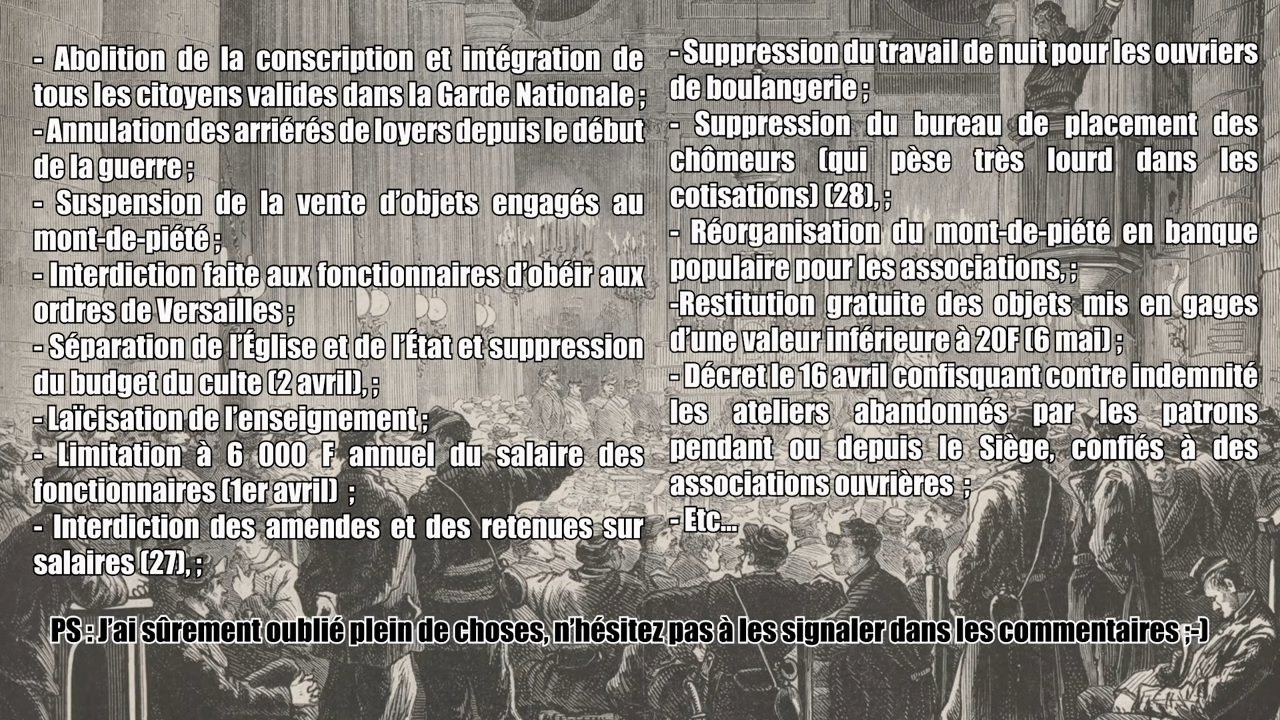 - Abolition de la conscription et intégration de
tous les citoyens valides dans la Garde Nationale ;
- Annulation des arriérés de loyers depuis le début
de la guerre ;
- Suspension de la vente d'objets engagés au
mont-de-piété ;
- Interdiction faite aux fonctionnaires d'obéir aux
ordres de Versailles ;
- Séparation de l'Église et de l'État et suppression
du budget du culte (2 avril), ;
- Laïcisation de l'enseignement ;
- Limitation à 6 000 F annuel du salaire des
fonctionnaires (1er avril) ;
- Interdiction des amendes et des retenues sur
salaires (27), ;
- Suppression du travail de nuit pour les ouvriers
de boulangerie ;
- Suppression du bureau de placement des
chômeurs (qui pèse très lourd dans les
cotisations) (28), ;
- Réorganisation du mont-de-piété en banque
populaire pour les associations, ;
-Restitution gratuite des objets mis en gages
d'une valeur inférieure à 20F (6 mai) ;
- Décret le 16 avril confisquant contre indemnité
les ateliers abandonnés par les patrons
pendant ou depuis le Siège, confiés à des
associations ouvrières ;
- Etc...
PS : J'ai sûrement oublié plein de choses, n'hésitez pas à les signaler dans les commentaires ;-)